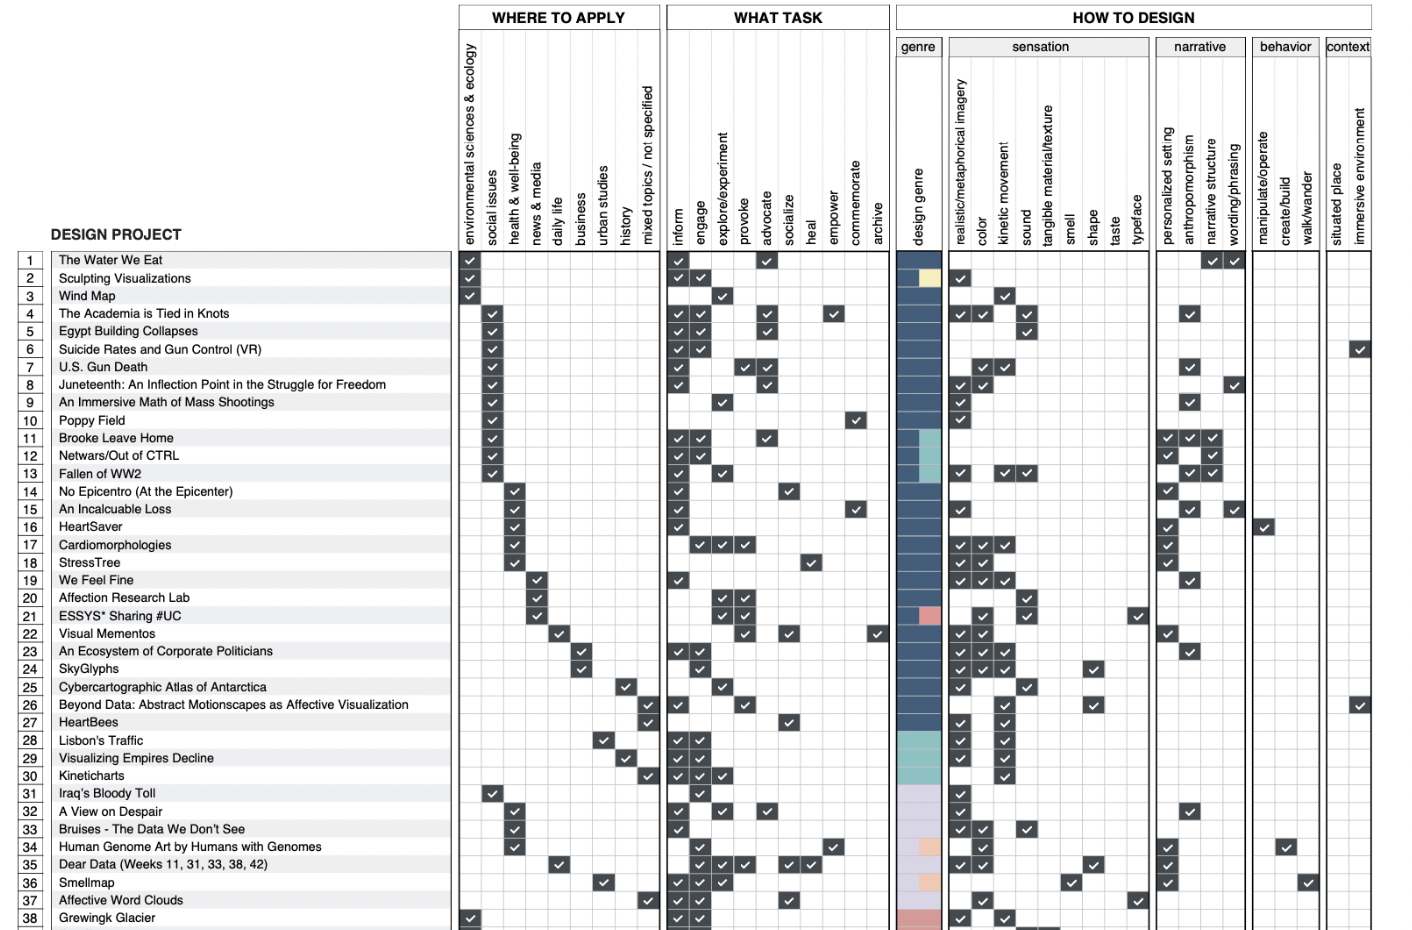 WHERE TO APPLY
WHAT TASK
HOW TO DESIGN
genre
sensation
narrative
behavior
context
environmental sciences & ecology
social issues
health & well-being
news & media
daily life
business
urban studies
history
mixed topics / not specified
inform
engage
explore/experiment
provoke
advocate
socialize
heal
empower
commemorate
archive
design genre
realistic/metaphorical imagery
color
kinetic movement
sound
tangible material/texture
smell
shape
taste
typeface
personalized setting
anthropomorphism
narrative structure
wording/phrasing
manipulate/operate
create/build
walk/wander
situated place
immersive environment
DESIGN PROJECT
1 The Water We Eat
2 Sculpting Visualizations
3 Wind Map
4 The Academia is Tied in Knots
5 Egypt Building Collapses
6 Suicide Rates and Gun Control (VR)
7 U.S. Gun Death
8 Juneteenth: An Inflection Point in the Struggle for Freedom
9 An Immersive Math of Mass Shootings
10 Poppy Field
11 Brooke Leave Home
12 Netwars/Out of CTRL
13 Fallen of WW2
14 No Epicentro (At the Epicenter)
15 An Incalcuable Loss
16 HeartSaver
17 Cardiomorphologies
18 StressTree
19 We Feel Fine
20 Affection Research Lab
21 ESSYS* Sharing #UC
22 Visual Mementos
23 An Ecosystem of Corporate Politicians
24 SkyGlyphs
25 Cybercartographic Atlas of Antarctica
26 Beyond Data: Abstract Motionscapes as Affective Visualization
27 HeartBees
28 Lisbon's Traffic
29 Visualizing Empires Decline
30 Kineticharts
31 Iraq's Bloody Toll
32 A View on Despair
33 Bruises - The Data We Don't See
34 Human Genome Art by Humans with Genomes
35 Dear Data (Weeks 11, 31, 33, 38, 42)
36 Smellmap
37 Affective Word Clouds
38 Grewingk Glacier